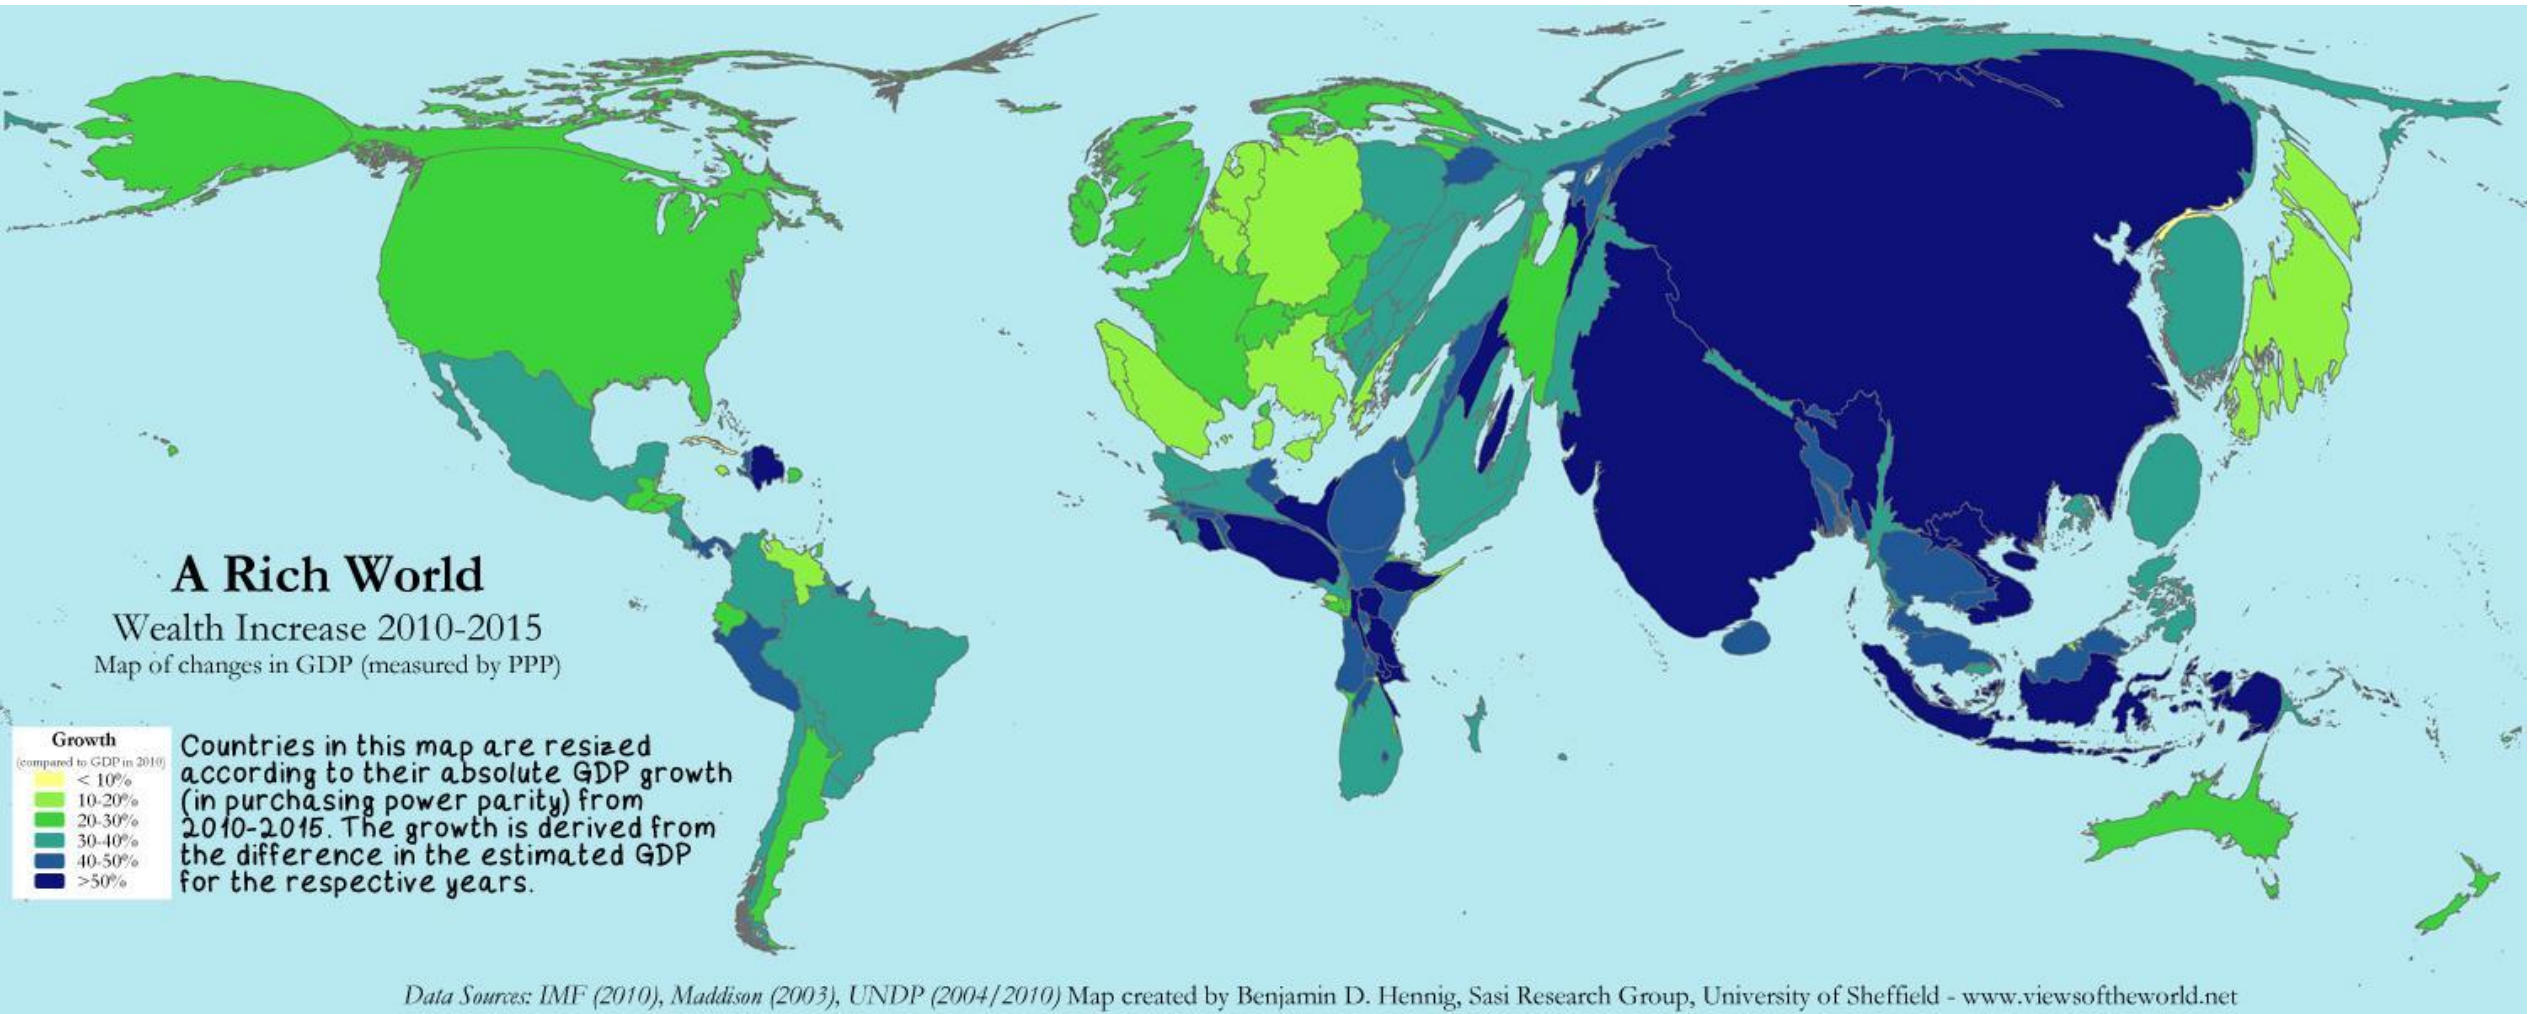 A Rich World
Wealth Increase 2010-2015
Map of changes in GDP (measured by PPP)
Growth
(compared to GDP in 2010)
< 10%
10-20%
20-30%
30-40%
40-50%
>50%
Countries in this map are resized
according to their absolute GDP growth
(in purchasing power parity) from
2010-2015. The growth is derived from
the difference in the estimated GDP
for the respective years.
Data Sources: IMF (2010), Maddison (2003), UNDP (2004/2010) Map created by Benjamin D. Hennig, Sasi Research Group, University of Sheffield - www.viewsoftheworld.net